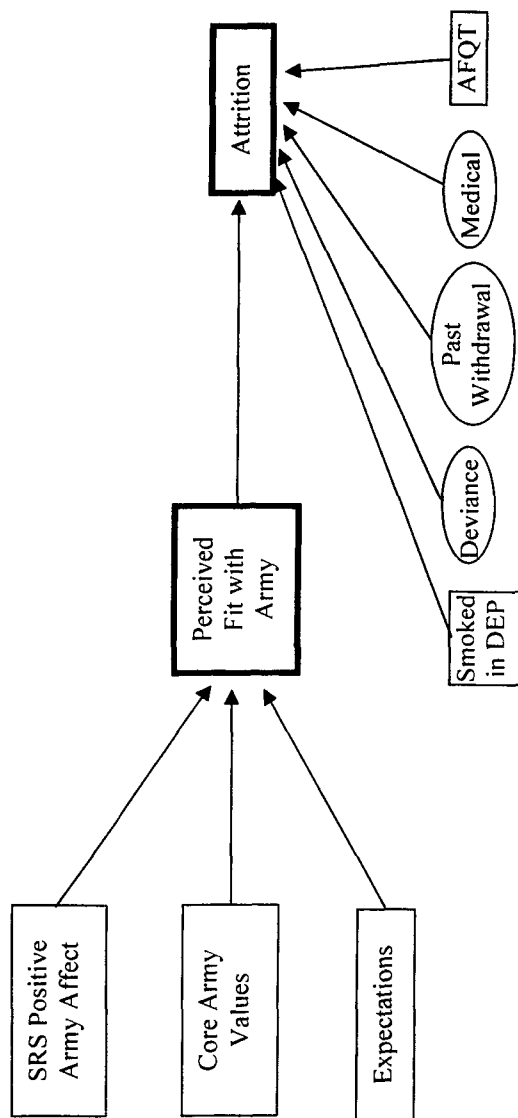 SRS Positive
Army Affect
Core Army
Values
Expectations
Perceived
Fit with
Army
Attrition
Smoked
in DEP
Deviance
Past
Withdrawal
Medical
AFQT